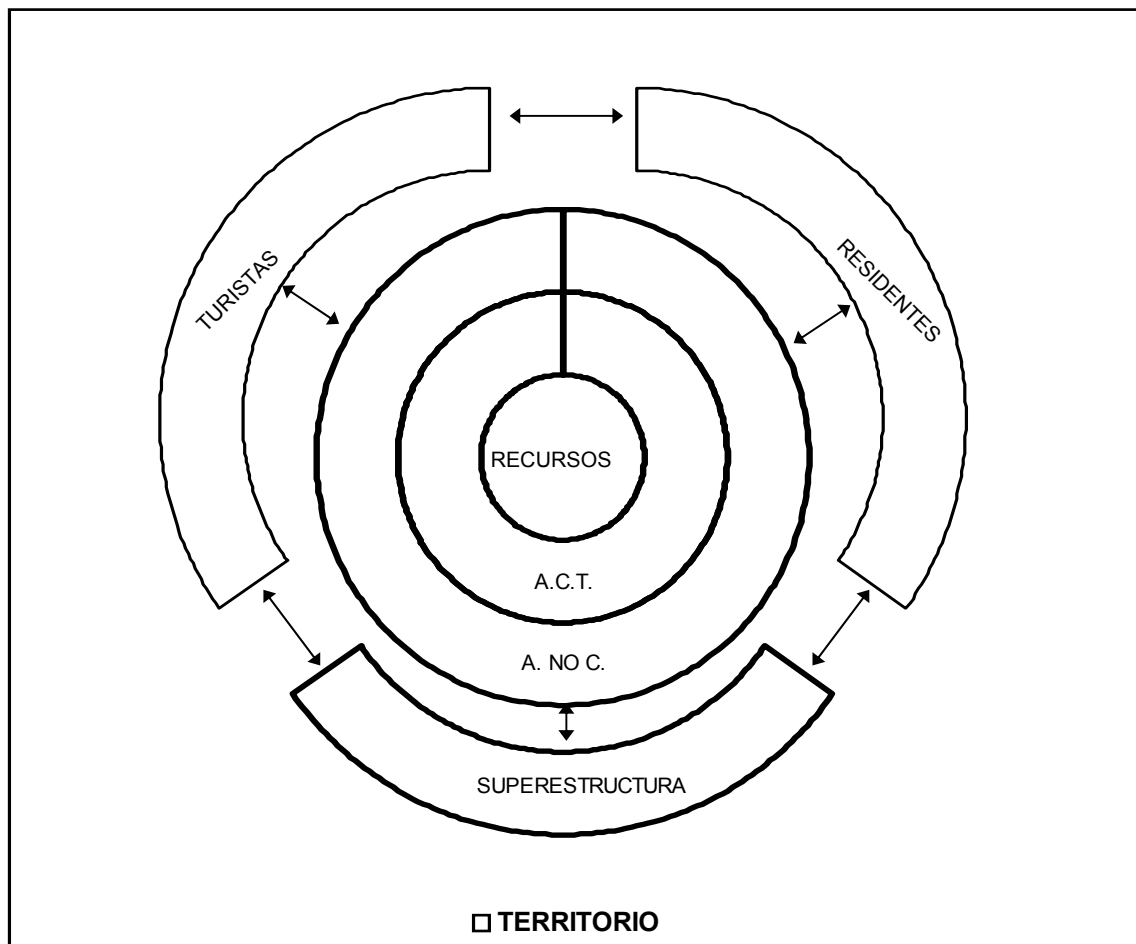 TURISTAS
RESIDENTES
RECURSOS
A.C.T.
A. NO C.
SUPERESTRUCTURA
TERRITORIO